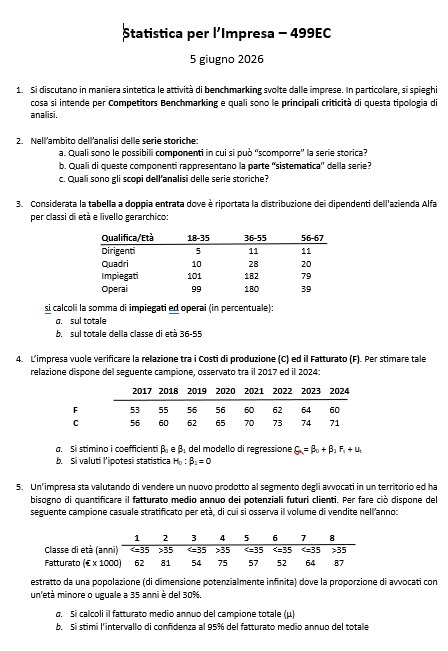 Statistica per l'Impresa – 499EC
5 giugno 2026
1. Si discutano in maniera sintetica le attività di benchmarking svolte dalle imprese. In particolare, si spieghi
cosa si intende per Competitors Benchmarking e quali sono le principali criticità di questa tipologia di
analisi.
2. Nell'ambito dell'analisi delle serie storiche:
a. Quali sono le possibili componenti in cui si può "scomporre" la serie storica?
b. Quali di queste componenti rappresentano la parte "sistematica" della serie?
c. Quali sono gli scopi dell'analisi delle serie storiche?
3. Considerata la tabella a doppia entrata dove è riportata la distribuzione dei dipendenti dell'azienda Alfa
per classi di età e livello gerarchico:
Qualifica/Età 18-35 36-55 56-67
Dirigenti 5 11 11
Quadri 10 28 20
Impiegati 101 182 79
Operai 99 180 39
si calcoli la somma di impiegati ed operai (in percentuale):
a. sul totale
b. sul totale della classe di età 36-55
4. L'impresa vuole verificare la relazione tra i Costi di produzione (C) ed il Fatturato (F). Per stimare tale
relazione dispone del seguente campione, osservato tra il 2017 ed il 2024:
2017 2018 2019 2020 2021 2022 2023 2024
F 53 55 56 56 60 62 64 60
C 56 60 62 65 70 73 74 71
a. Si stimino i coefficienti β₀ e β₁ del modello di regressione Cₜ = β₀ + β₁ Fₜ + uₜ
b. Si valuti l'ipotesi statistica H₀ : β₁ = 0
5. Un'impresa sta valutando di vendere un nuovo prodotto al segmento degli avvocati in un territorio ed ha
bisogno di quantificare il fatturato medio annuo dei potenziali futuri clienti. Per fare ciò dispone del
seguente campione casuale stratificato per età, di cui si osserva il volume di vendite nell'anno:
1 2 3 4 5 6 7 8
Classe di età (anni) <=35 >35 <=35 >35 <=35 <=35 <=35 >35
Fatturato (€ x 1000) 62 81 54 75 57 52 64 87
estratto da una popolazione (di dimensione potenzialmente infinita) dove la proporzione di avvocati con
un'età minore o uguale a 35 anni è del 30%.
a. Si calcoli il fatturato medio annuo del campione totale (μ)
b. Si stimi l'intervallo di confidenza al 95% del fatturato medio annuo del totale